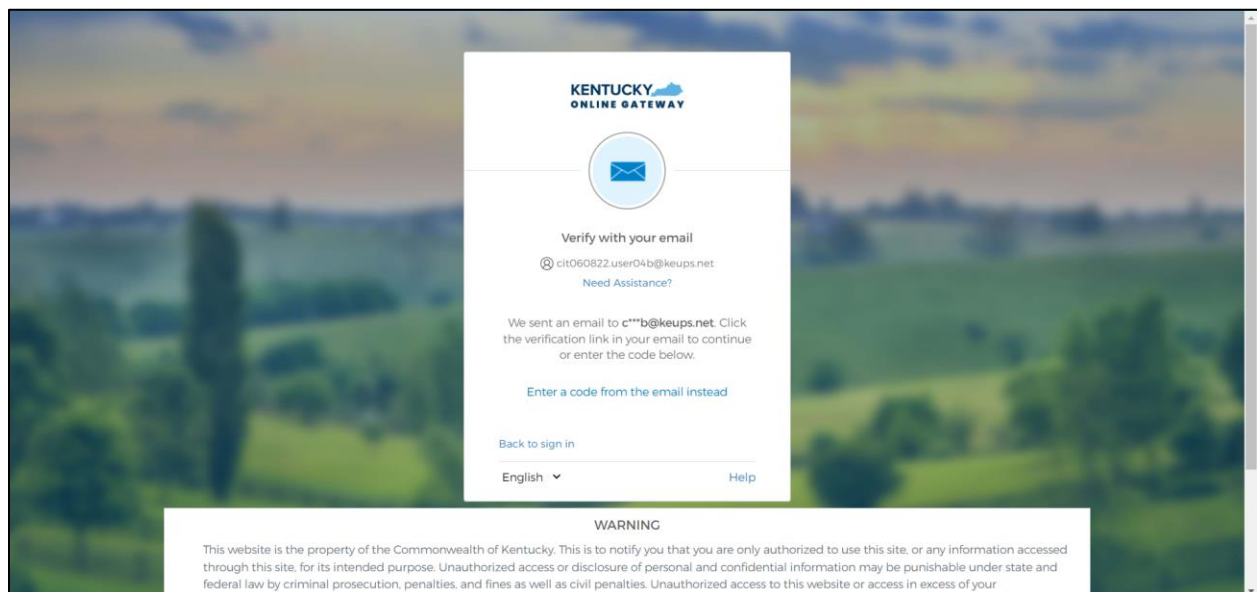 KENTUCKY
ONLINE GATEWAY
Verify with your email
cit060822.user04b@keups.net
Need Assistance?
We sent an email to c***b@keups.net. Click
the verification link in your email to continue
or enter the code below.
Enter a code from the email instead
Back to sign in
English
Help
WARNING
This website is the property of the Commonwealth of Kentucky. This is to notify you that you are only authorized to use this site, or any information accessed
through this site, for its intended purpose. Unauthorized access or disclosure of personal and confidential information may be punishable under state and
federal law by criminal prosecution, penalties, and fines as well as civil penalties. Unauthorized access to this website or access in excess of your